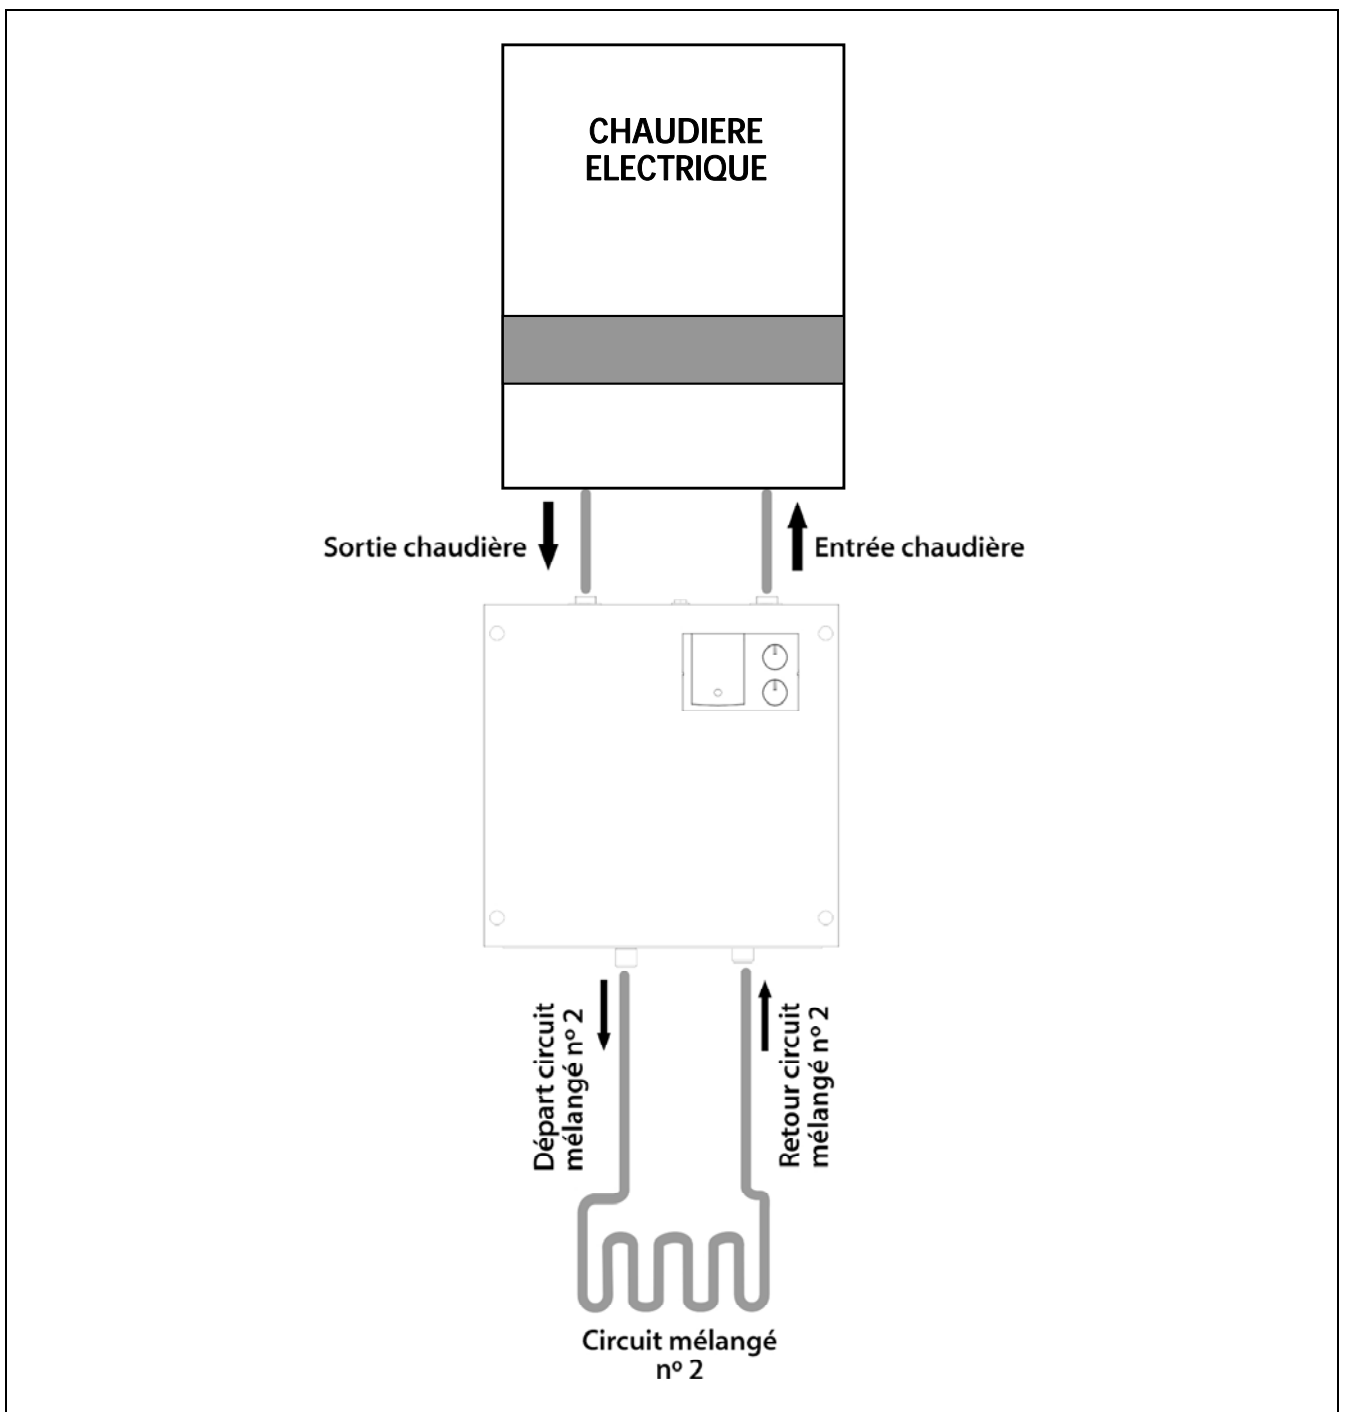 CHAUDIERE
ELECTRIQUE
Sortie chaudière
Entrée chaudière
Départ circuit
mélangé nº 2
Retour circuit
mélangé nº 2
Circuit mélangé
nº 2